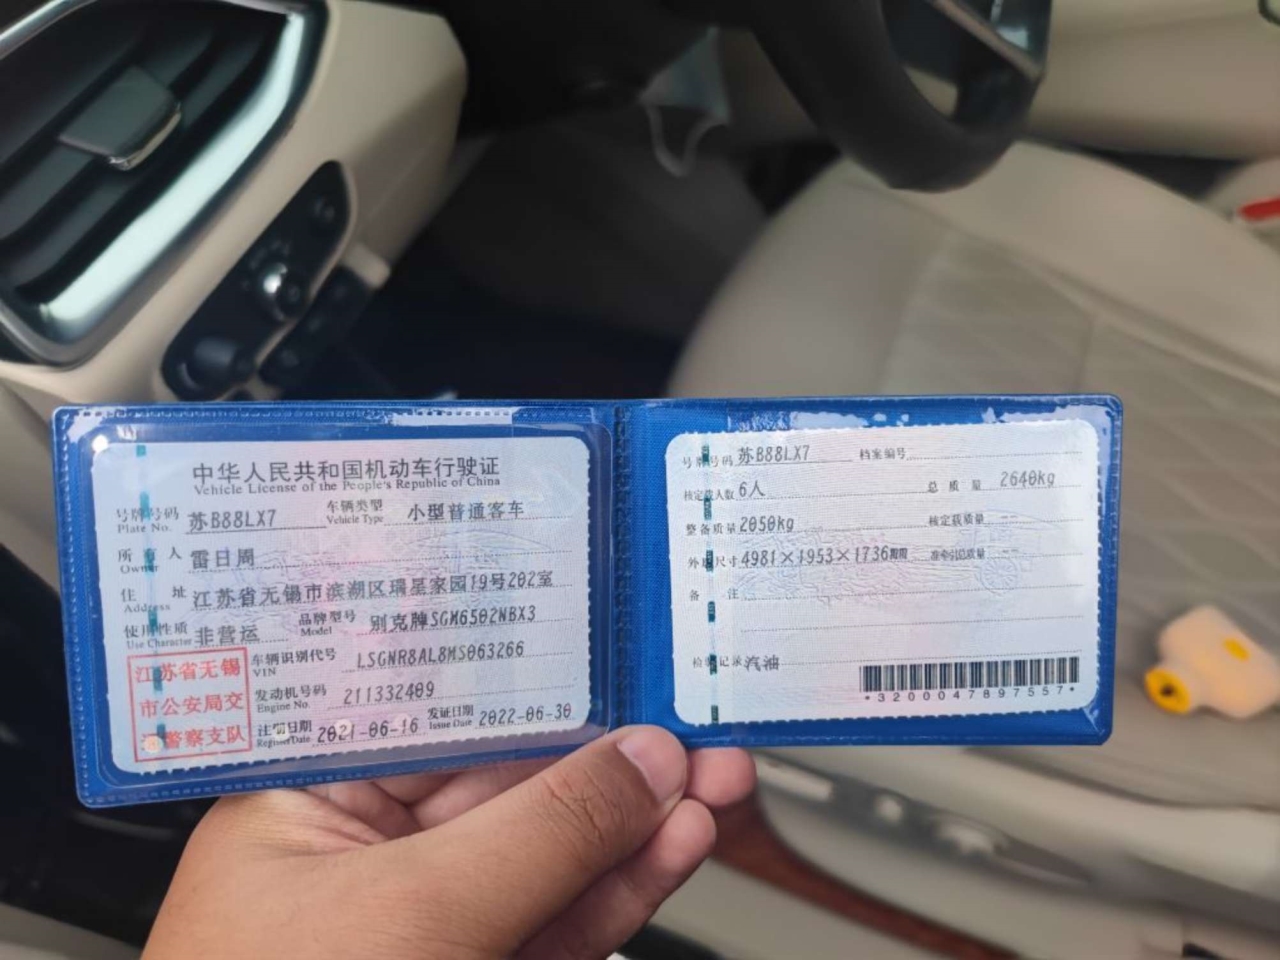 中华人民共和国机动车行驶证
Vehicle License of the People's Republic of China
号牌号码 苏B88LX7 车辆类型 小型普通客车
Plate No. Vehicle Type
所有人 雷日周
Owner
住址 江苏省无锡市滨湖区瑞星家园19号202室
Address
使用性质 非营运 品牌型号 别克牌SGM6502NBX3
Use Character Model
江苏省无锡
市公安局交
通警察支队
车辆识别代号 LSGNR8AL8MS063266
VIN
发动机号码 211332409
Engine No.
注册日期 2021-06-16 发证日期 2022-06-30
Register Date Issue Date
号牌号码 苏B88LX7 档案编号
核定载人数 6人 总质量 2640kg
整备质量 2050kg 核定载质量
外廓尺寸 4981×1953×1736 准牵引总质量
备注
检验记录 汽油
*3200047897557*